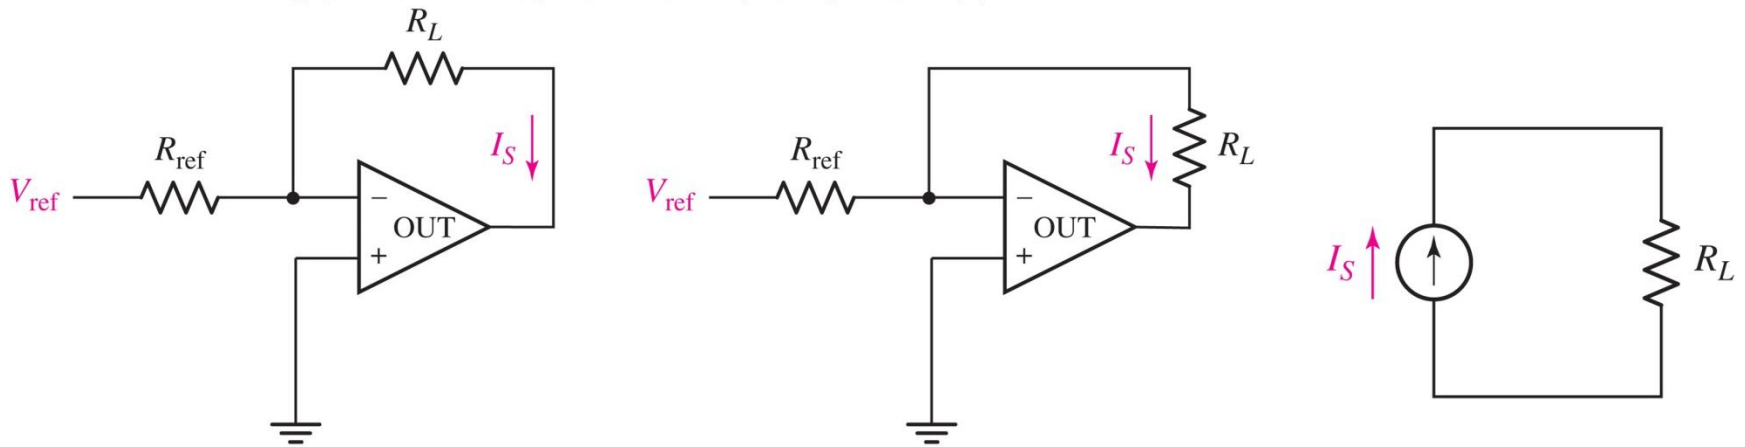 R_L
I_S
R_ref
V_ref
−
OUT
+
I_S
R_L
R_ref
V_ref
−
OUT
+
I_S
R_L